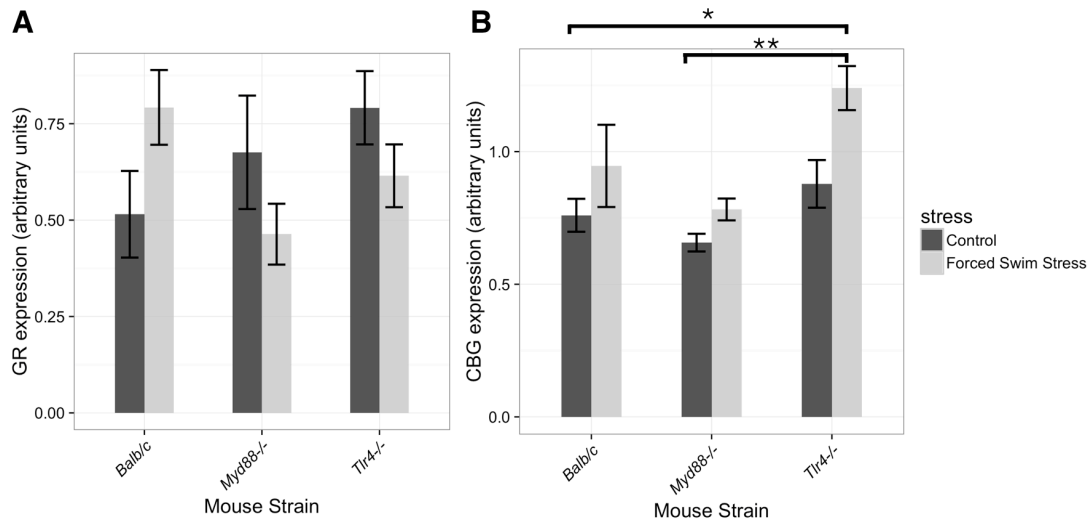 A
GR expression (arbitrary units)
0.75
0.50
0.25
0.00
Balb/c
Myd88-/-
Tlr4-/-
Mouse Strain
B
*
**
CBG expression (arbitrary units)
1.0
0.5
0.0
Balb/c
Myd88-/-
Tlr4-/-
Mouse Strain
stress
Control
Forced Swim Stress